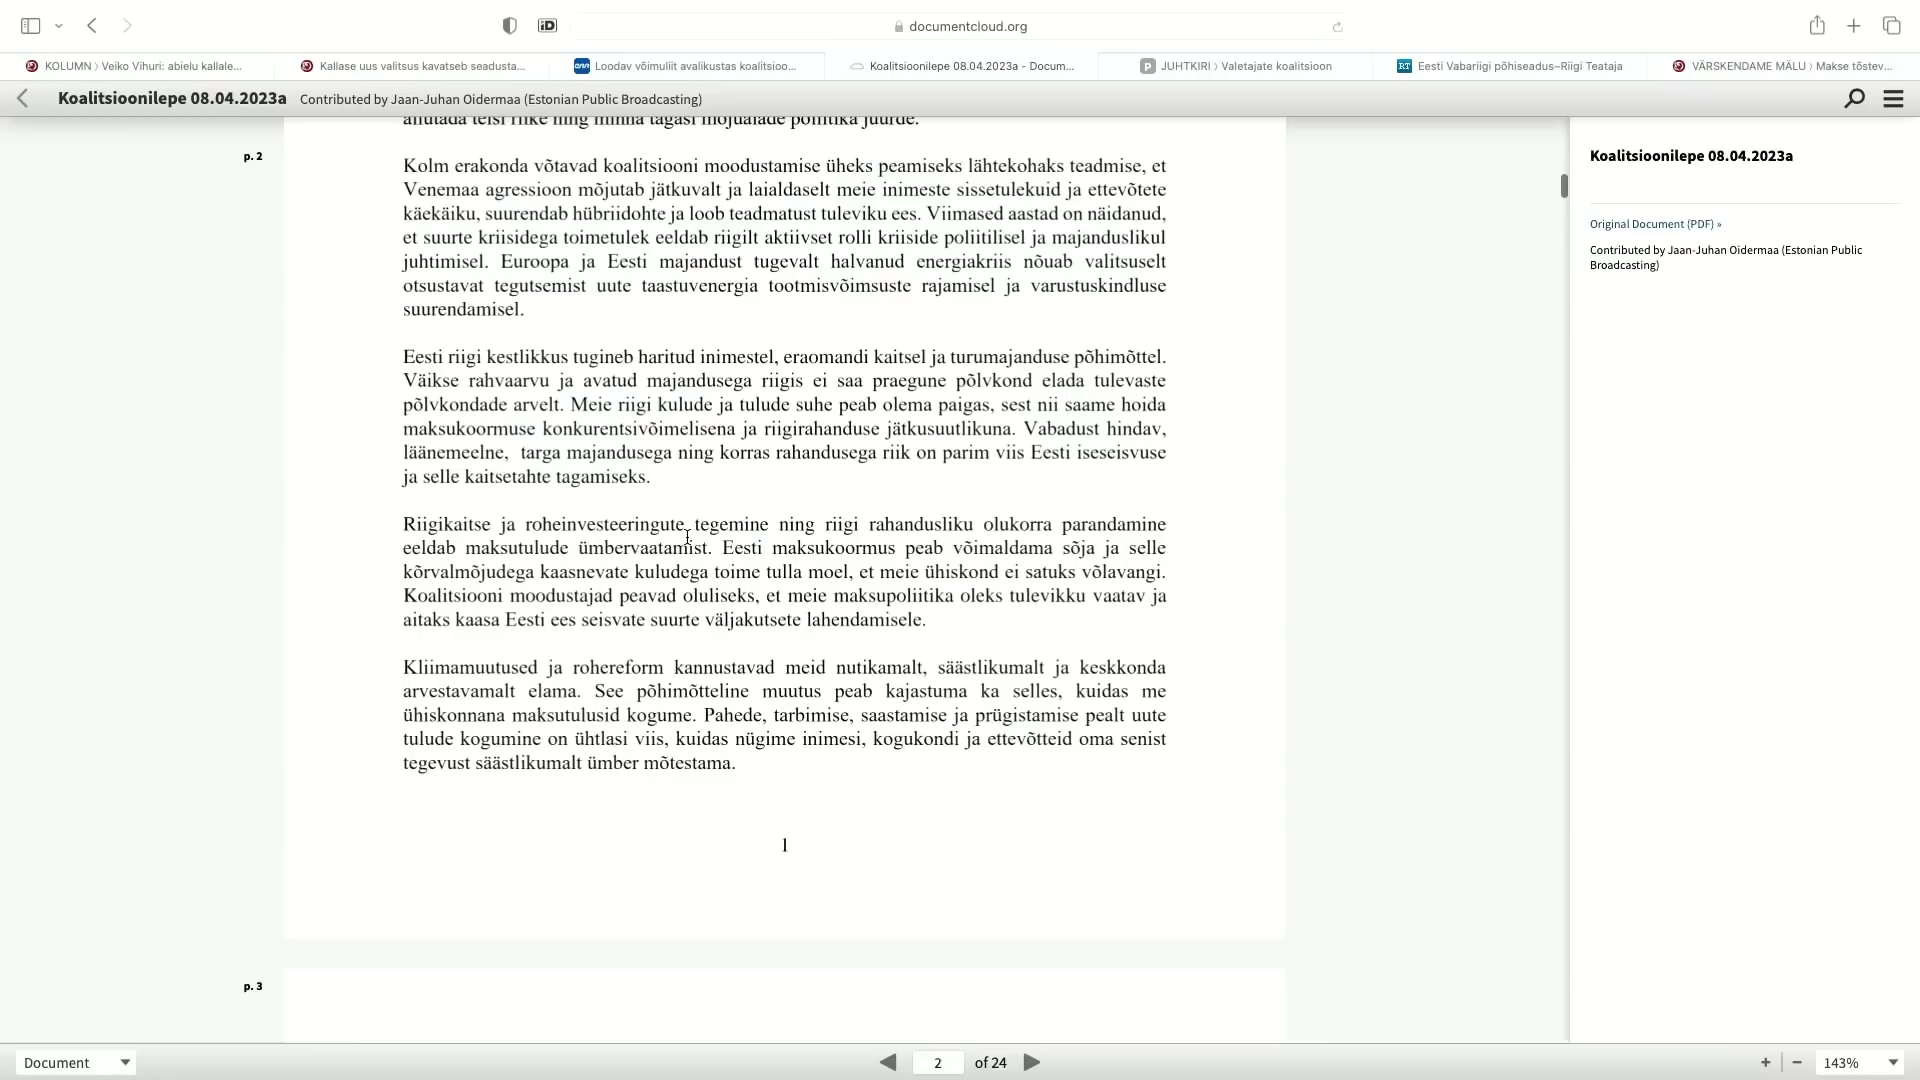 documentcloud.org
KOLUMN 〉Veiko Vihuri: abielu kallale...
Kallase uus valitsus kavatseb seadusta...
Loodav võimuliit avalikustas koalitsioo...
Koalitsioonilepe 08.04.2023a - Docum...
JUHTKIRI 〉Valetajate koalitsioon
Eesti Vabariigi põhiseadus–Riigi Teataja
VÄRSKENDAME MÄLU 〉Makse tõstev...
Koalitsioonilepe 08.04.2023a Contributed by Jaan-Juhan Oidermaa (Estonian Public Broadcasting)
allutada teisi riike ning minna tagasi mõjualade poliitika juurde.
p. 2
Kolm erakonda võtavad koalitsiooni moodustamise üheks peamiseks lähtekohaks teadmise, et
Venemaa agressioon mõjutab jätkuvalt ja laialdaselt meie inimeste sissetulekuid ja ettevõtete
käekäiku, suurendab hübriidohte ja loob teadmatust tuleviku ees. Viimased aastad on näidanud,
et suurte kriisidega toimetulek eeldab riigilt aktiivset rolli kriiside poliitilisel ja majanduslikul
juhtimisel. Euroopa ja Eesti majandust tugevalt halvanud energiakriis nõuab valitsuselt
otsustavat tegutsemist uute taastuvenergia tootmisvõimsuste rajamisel ja varustuskindluse
suurendamisel.
Eesti riigi kestlikkus tugineb haritud inimestel, eraomandi kaitsel ja turumajanduse põhimõttel.
Väikse rahvaarvu ja avatud majandusega riigis ei saa praegune põlvkond elada tulevaste
põlvkondade arvelt. Meie riigi kulude ja tulude suhe peab olema paigas, sest nii saame hoida
maksukoormuse konkurentsivõimelisena ja riigirahanduse jätkusuutlikuna. Vabadust hindav,
läänemeelne, targa majandusega ning korras rahandusega riik on parim viis Eesti iseseisvuse
ja selle kaitsetahte tagamiseks.
Riigikaitse ja roheinvesteeringute tegemine ning riigi rahandusliku olukorra parandamine
eeldab maksutulude ümbervaatamist. Eesti maksukoormus peab võimaldama sõja ja selle
kõrvalmõjudega kaasnevate kuludega toime tulla moel, et meie ühiskond ei satuks võlavangi.
Koalitsiooni moodustajad peavad oluliseks, et meie maksupoliitika oleks tulevikku vaatav ja
aitaks kaasa Eesti ees seisvate suurte väljakutsete lahendamisele.
Kliimamuutused ja rohereform kannustavad meid nutikamalt, säästlikumalt ja keskkonda
arvestavamalt elama. See põhimõtteline muutus peab kajastuma ka selles, kuidas me
ühiskonnana maksutulusid kogume. Pahede, tarbimise, saastamise ja prügistamise pealt uute
tulude kogumine on ühtlasi viis, kuidas nügime inimesi, kogukondi ja ettevõtteid oma senist
tegevust säästlikumalt ümber mõtestama.
1
p. 3
Koalitsioonilepe 08.04.2023a
Original Document (PDF) »
Contributed by Jaan-Juhan Oidermaa (Estonian Public
Broadcasting)
Document
2 of 24
+ − 143%